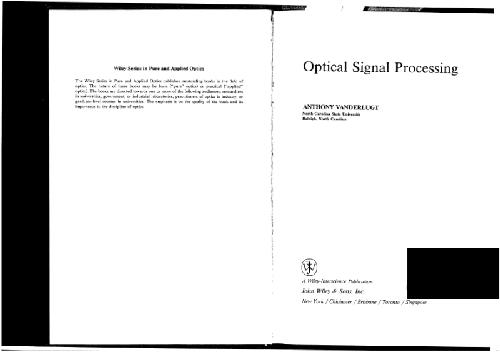 Wiley Series in Pure and Applied Optics
The Wiley Series in Pure and Applied Optics publishes outstanding books in the field of
optics. The nature of these books may be basic ("pure" optics) or practical ("applied"
optics). The books are directed towards one or more of the following audiences: researchers
in universities, government, or industrial laboratories; practitioners of optics in industry; or
graduate-level courses in universities. The emphasis is on the quality of the book and its
importance to the discipline of optics.
Optical Signal Processing
ANTHONY VANDERLUGT
North Carolina State University
Raleigh, North Carolina
A Wiley-Interscience Publication
John Wiley & Sons, Inc.
New York / Chichester / Brisbane / Toronto / Singapore